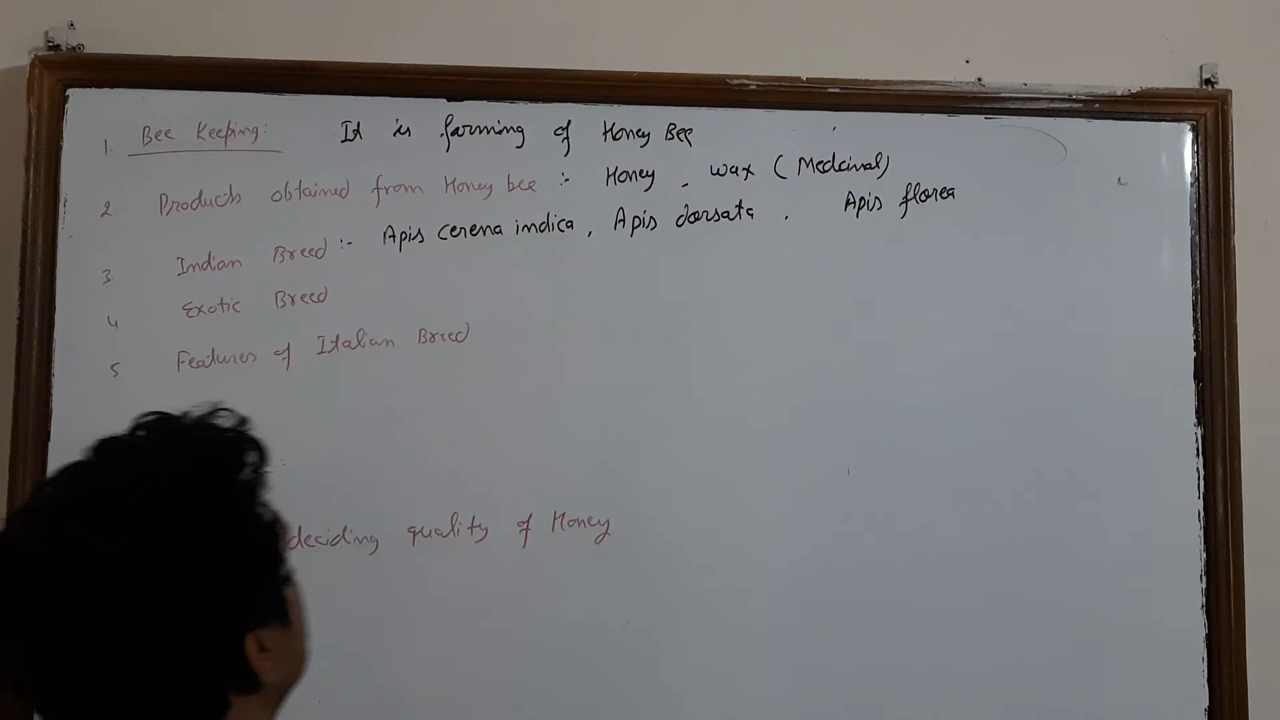 1. Bee Keeping: It is farming of Honey Bee
2 Products obtained from Honey bee :- Honey , wax (Medcinal)
3 Indian Breed :- Apis cerena indica , Apis dorsata , Apis florea
4 Exotic Breed
5 Features of Italian Breed
deciding quality of Honey